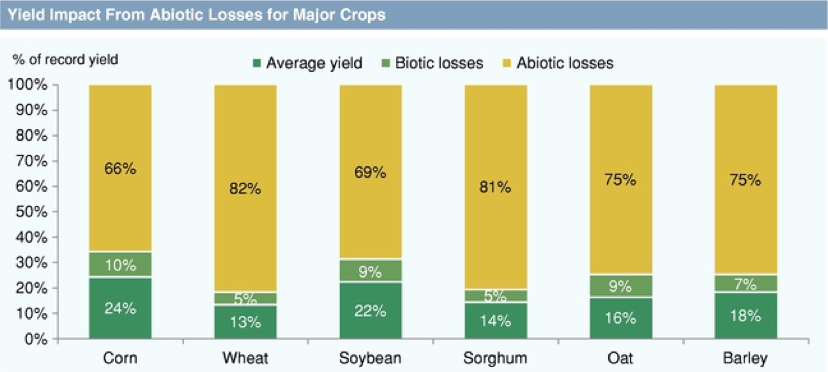 Yield Impact From Abiotic Losses for Major Crops
% of record yield
Average yield Biotic losses Abiotic losses
100%
90%
80%
70%
60%
50%
40%
30%
20%
10%
0%
66% 82% 69% 81% 75% 75%
10% 5% 9% 5% 9% 7%
24% 13% 22% 14% 16% 18%
Corn Wheat Soybean Sorghum Oat Barley